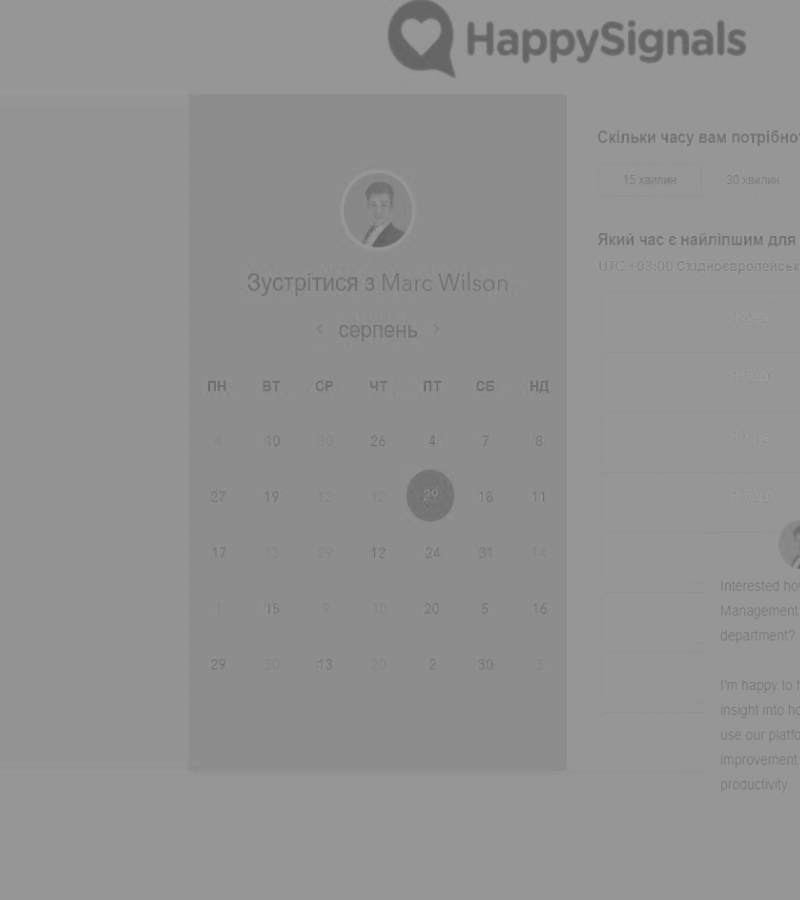 HappySignals
Зустрітися з Marc Wilson
серпень
ПН ВТ СР ЧТ ПТ СБ НД
4 10 30 26 4 7 8
27 19 12 12 29 18 11
17 13 29 12 24 31 14
1 15 9 10 20 5 16
29 30 13 20 2 30 3
Скільки часу вам потрібно
15 хвилин 30 хвилин
Який час є найліпшим для
UTC +03:00 Східноєвропейськ
Interested ho
Management
department?
I'm happy to h
insight into ho
use our platfo
improvement
productivity